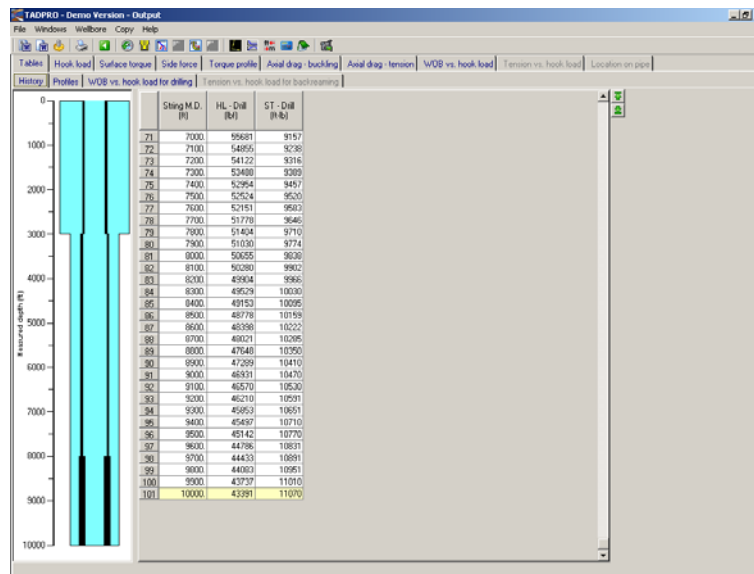 TADPRO - Demo Version - Output
File Windows Wellbore Copy Help
Tables Hook load Surface torque Side force Torque profile Axial drag - buckling Axial drag - tension WOB vs. hook load Tension vs. hook load Location on pipe
History Profiles WOB vs. hook load for drilling Tension vs. hook load for backreaming
String M.D. HL - Drill ST - Drill
[ft] [lbf] [ft-lb]
71 7000. 55681 9157
72 7100. 54855 9238
73 7200. 54122 9316
74 7300. 53488 9389
75 7400. 52954 9457
76 7500. 52524 9520
77 7600. 52151 9583
78 7700. 51778 9646
79 7800. 51404 9710
80 7900. 51030 9774
81 8000. 50655 9838
82 8100. 50280 9902
83 8200. 49904 9966
84 8300. 49529 10030
85 8400. 49153 10095
86 8500. 48778 10159
87 8600. 48398 10222
88 8700. 48021 10285
89 8800. 47648 10350
90 8900. 47289 10410
91 9000. 46931 10470
92 9100. 46570 10530
93 9200. 46210 10591
94 9300. 45853 10651
95 9400. 45497 10710
96 9500. 45142 10770
97 9600. 44786 10831
98 9700. 44433 10891
99 9800. 44083 10951
100 9900. 43737 11010
101 10000. 43391 11070
Measured depth (ft)
0
1000
2000
3000
4000
5000
6000
7000
8000
9000
10000